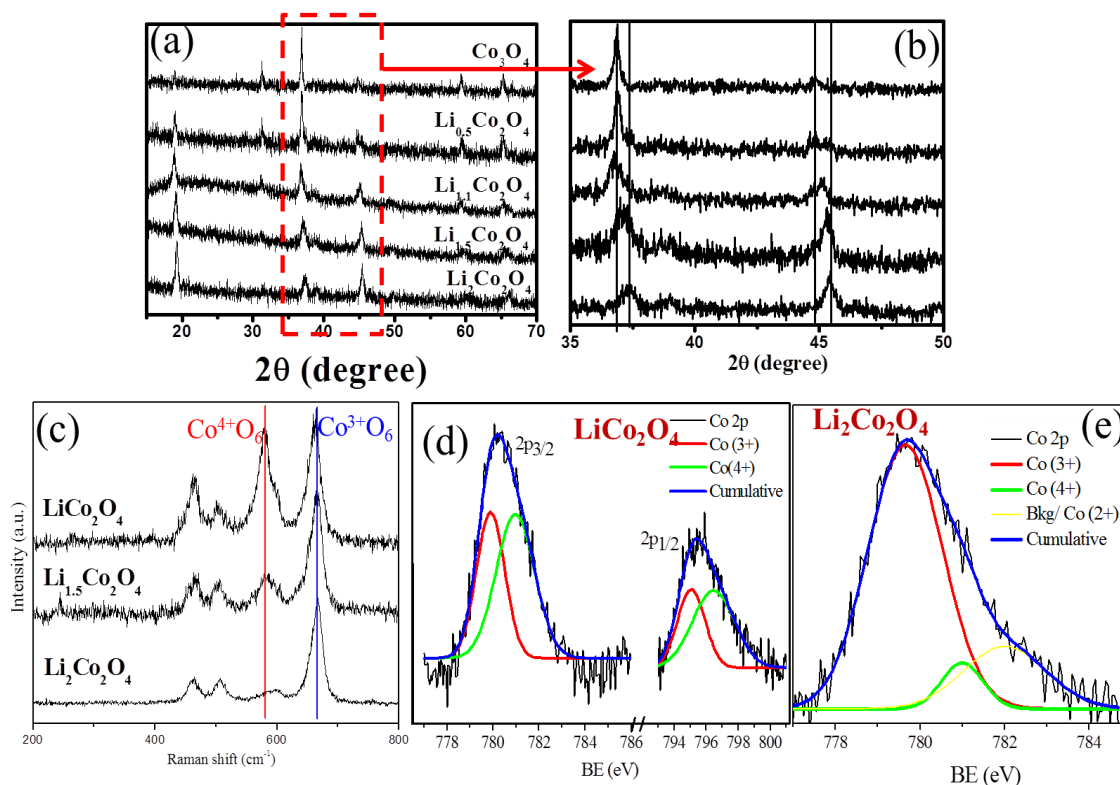 (a)
Co3O4
Li0.5Co2O4
Li1.1Co2O4
Li1.5Co2O4
Li2Co2O4
20 30 40 50 60 70
2θ (degree)
(b)
35 40 45 50
2θ (degree)
(c)
Co4+O6
Co3+O6
LiCo2O4
Li1.5Co2O4
Li2Co2O4
Intensity (a.u.)
200 400 600 800
Raman shift (cm-1)
(d)
LiCo2O4
Co 2p
Co (3+)
Co(4+)
Cumulative
2p3/2
2p1/2
778 780 782 784 786 794 796 798 800
BE (eV)
Li2Co2O4
(e)
Co 2p
Co (3+)
Co (4+)
Bkg/ Co (2+)
Cumulative
778 780 782 784
BE (eV)